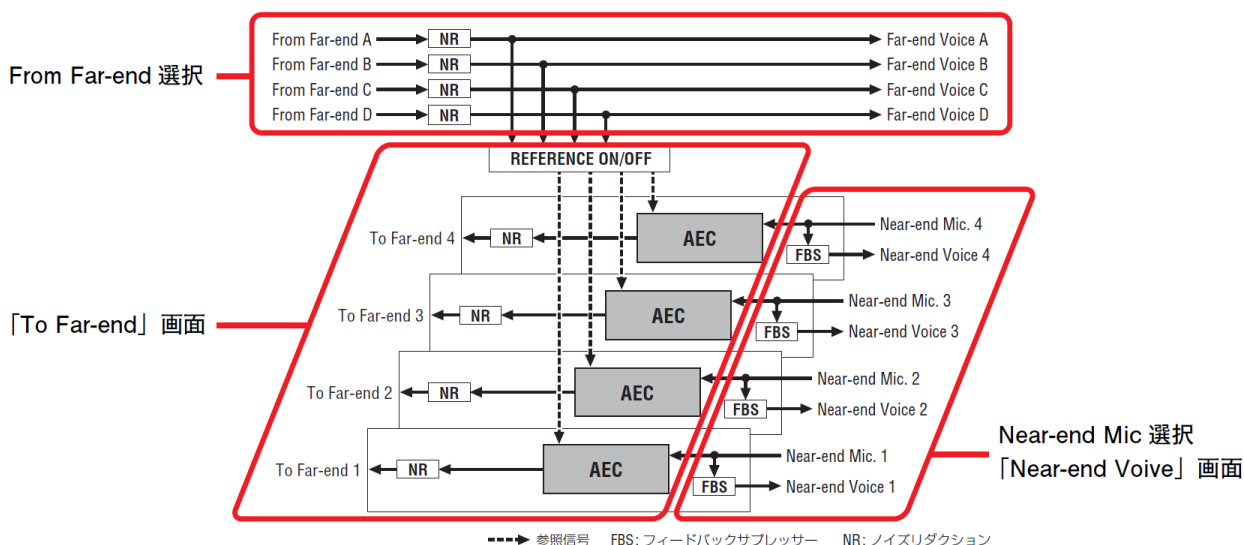 From Far-end 選択
From Far-end A NR Far-end Voice A
From Far-end B NR Far-end Voice B
From Far-end C NR Far-end Voice C
From Far-end D NR Far-end Voice D
REFERENCE ON/OFF
「To Far-end」画面
To Far-end 4 NR AEC Near-end Mic. 4
FBS Near-end Voice 4
To Far-end 3 NR AEC Near-end Mic. 3
FBS Near-end Voice 3
To Far-end 2 NR AEC Near-end Mic. 2
FBS Near-end Voice 2
To Far-end 1 NR AEC Near-end Mic. 1
FBS Near-end Voice 1
Near-end Mic 選択
「Near-end Voive」画面
参照信号 FBS: フィードバックサプレッサー NR: ノイズリダクション